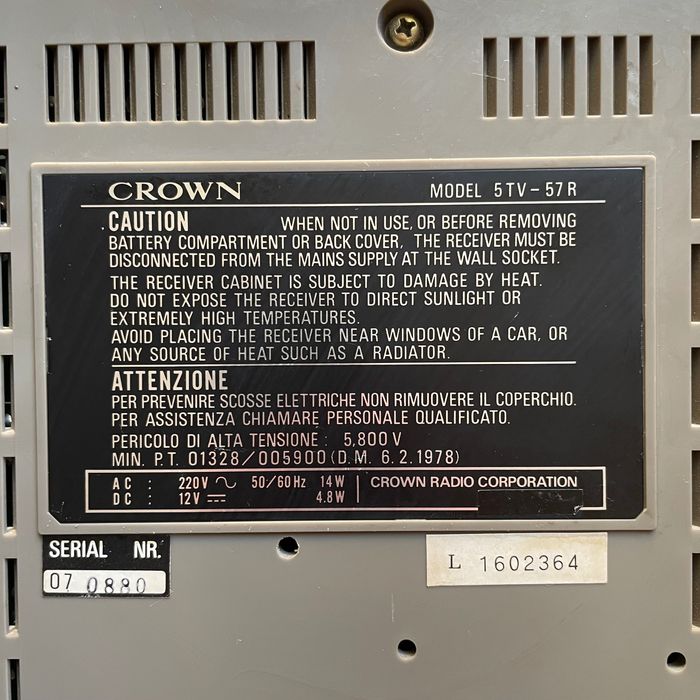 CROWN MODEL 5TV-57R
CAUTION WHEN NOT IN USE, OR BEFORE REMOVING
BATTERY COMPARTMENT OR BACK COVER, THE RECEIVER MUST BE
DISCONNECTED FROM THE MAINS SUPPLY AT THE WALL SOCKET.
THE RECEIVER CABINET IS SUBJECT TO DAMAGE BY HEAT.
DO NOT EXPOSE THE RECEIVER TO DIRECT SUNLIGHT OR
EXTREMELY HIGH TEMPERATURES.
AVOID PLACING THE RECEIVER NEAR WINDOWS OF A CAR, OR
ANY SOURCE OF HEAT SUCH AS A RADIATOR.
ATTENZIONE
PER PREVENIRE SCOSSE ELETTRICHE NON RIMUOVERE IL COPERCHIO.
PER ASSISTENZA CHIAMARE PERSONALE QUALIFICATO.
PERICOLO DI ALTA TENSIONE : 5,800 V
MIN. P.T. 01328/005900 (D.M. 6.2.1978)
AC : 220V ~ 50/60Hz 14W CROWN RADIO CORPORATION
DC : 12V ⎓ 4.8W
SERIAL NR.
07 0880
L 1602364